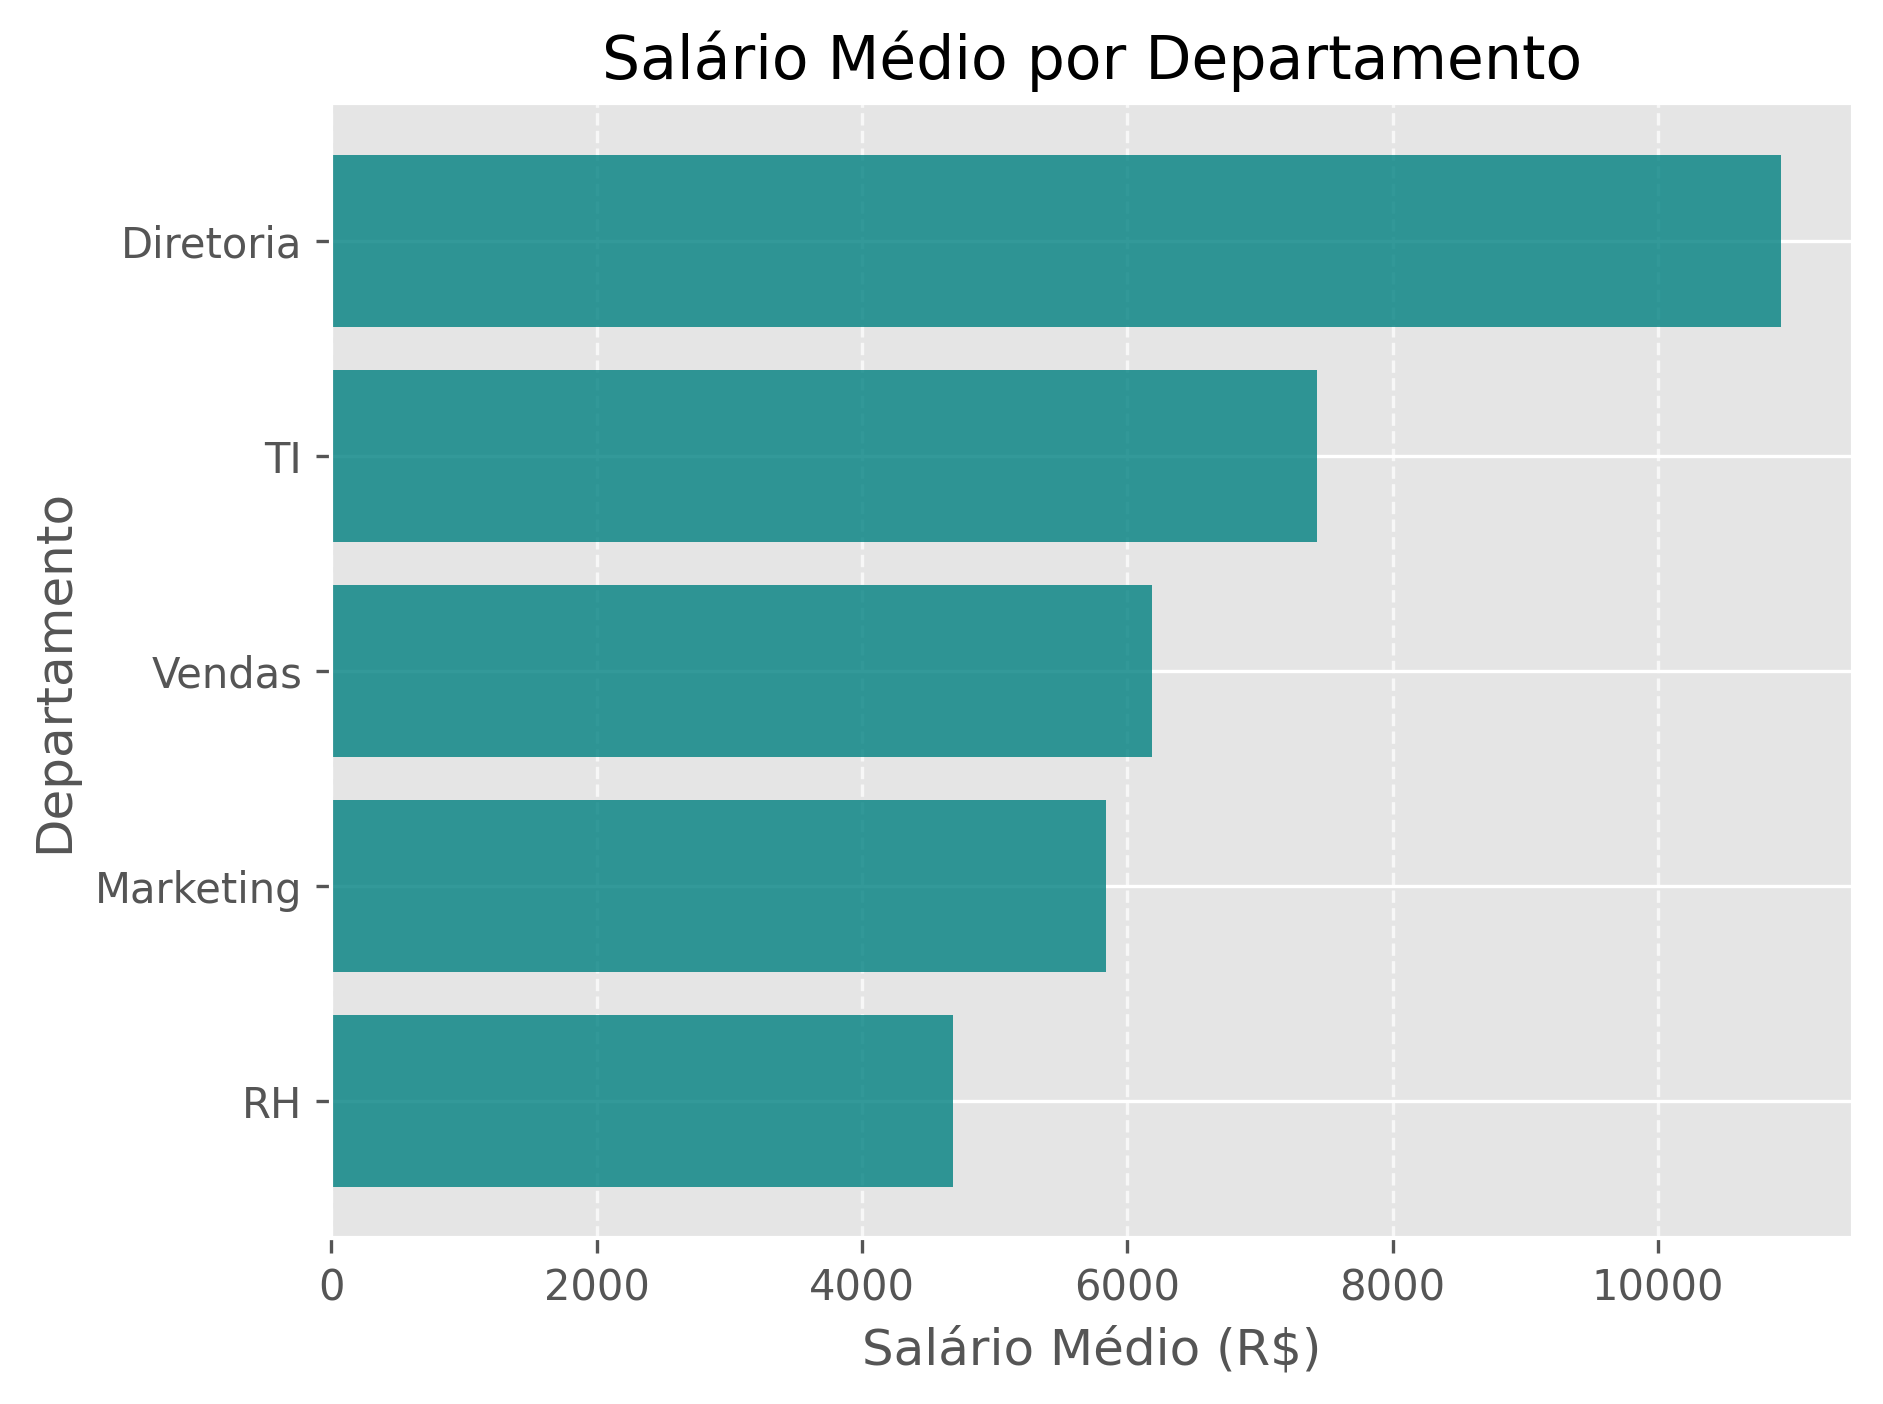 Salário Médio por Departamento
Departamento
Diretoria
TI
Vendas
Marketing
RH
0 2000 4000 6000 8000 10000
Salário Médio (R$)